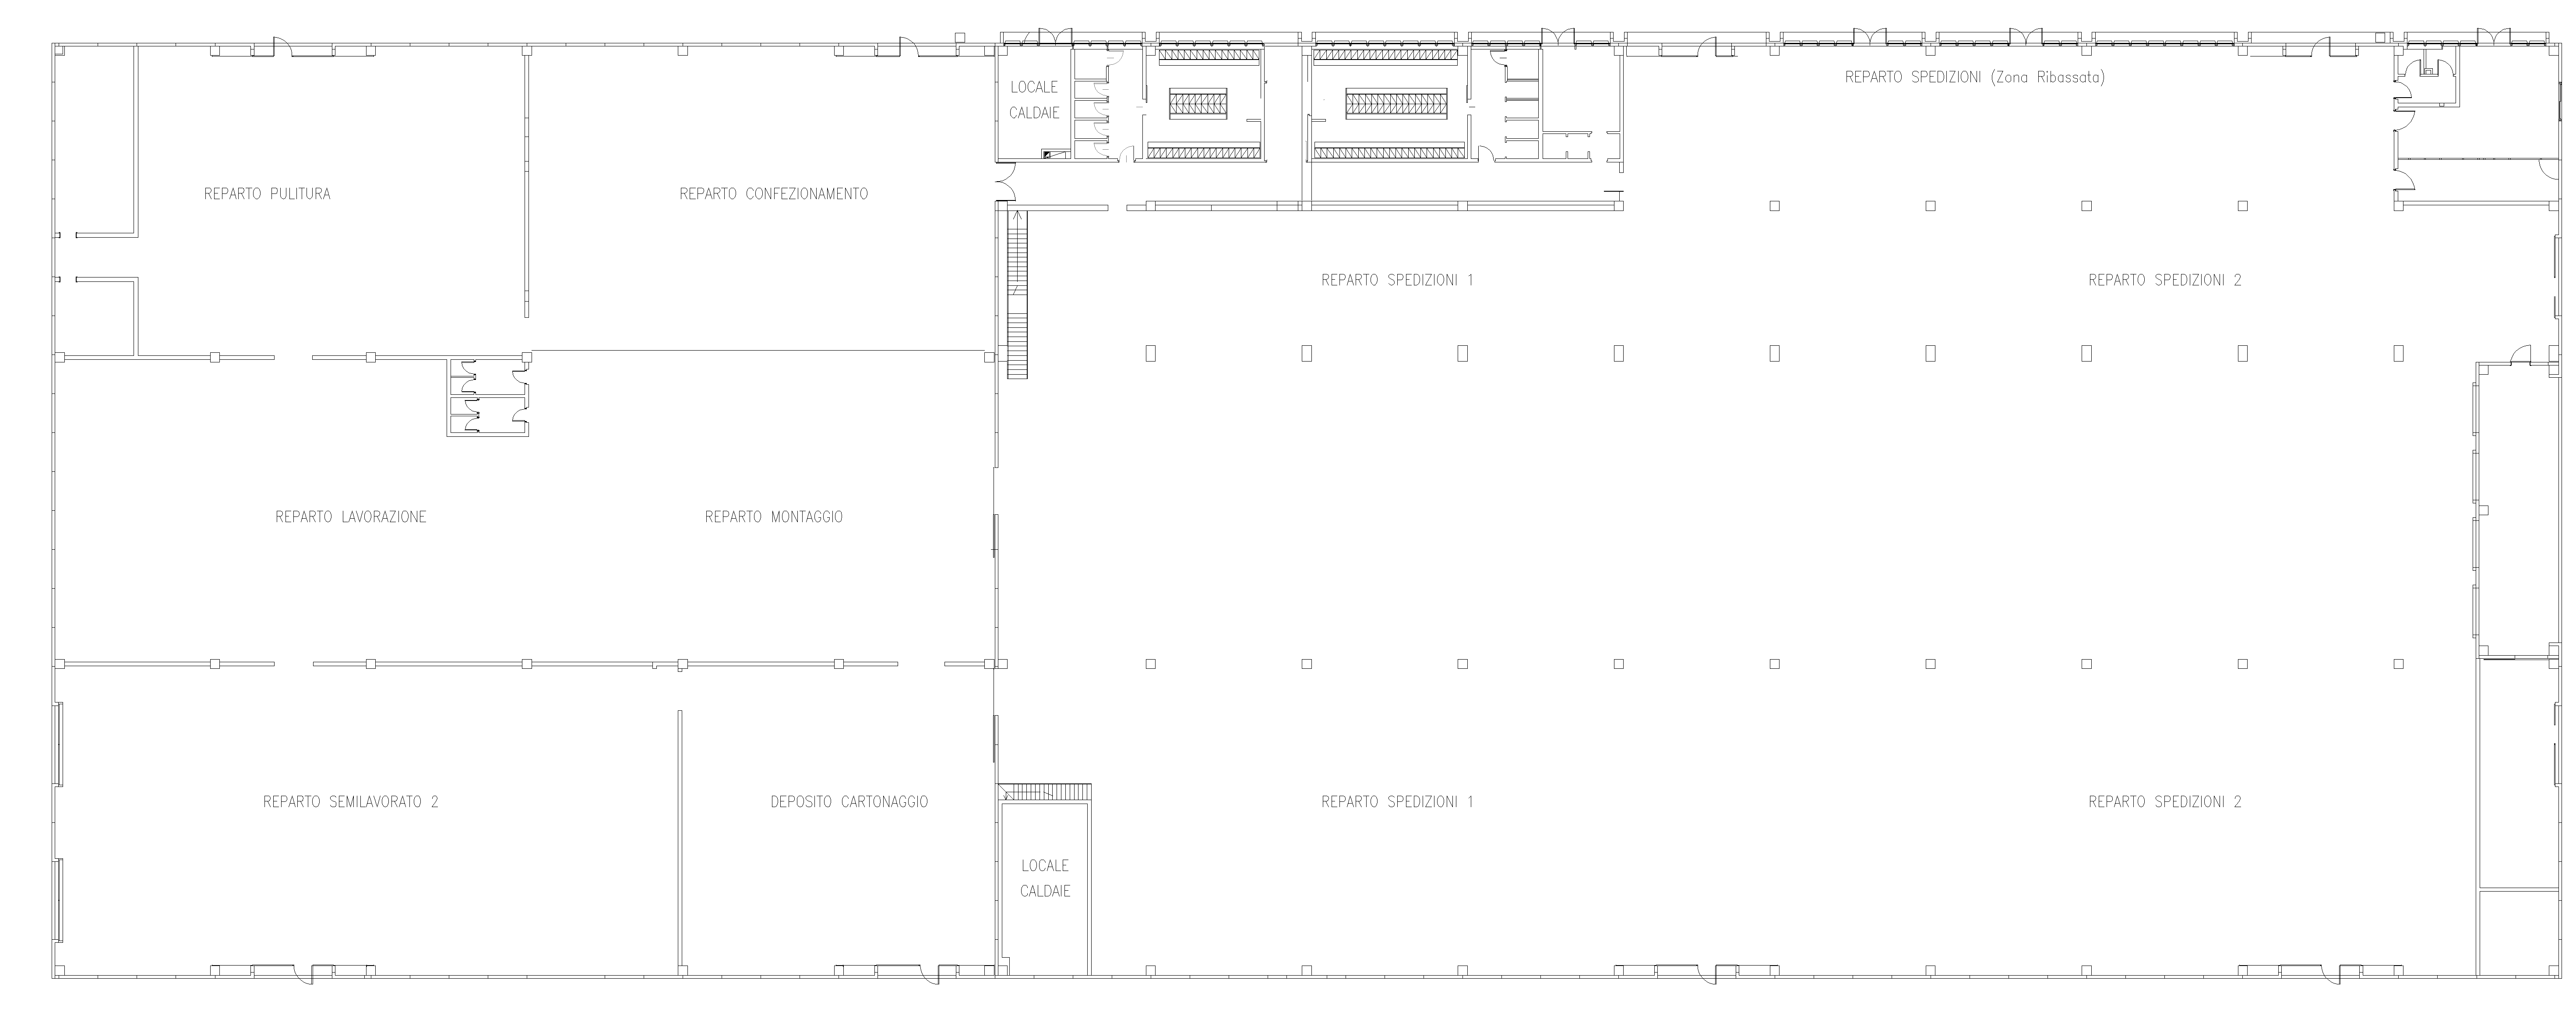 REPARTO SPEDIZIONI (Zona Ribassata)
LOCALE
CALDAIE
REPARTO PULITURA
REPARTO CONFEZIONAMENTO
REPARTO SPEDIZIONI 1
REPARTO SPEDIZIONI 2
REPARTO LAVORAZIONE
REPARTO MONTAGGIO
REPARTO SEMILAVORATO 2
DEPOSITO CARTONAGGIO
REPARTO SPEDIZIONI 1
REPARTO SPEDIZIONI 2
LOCALE
CALDAIE